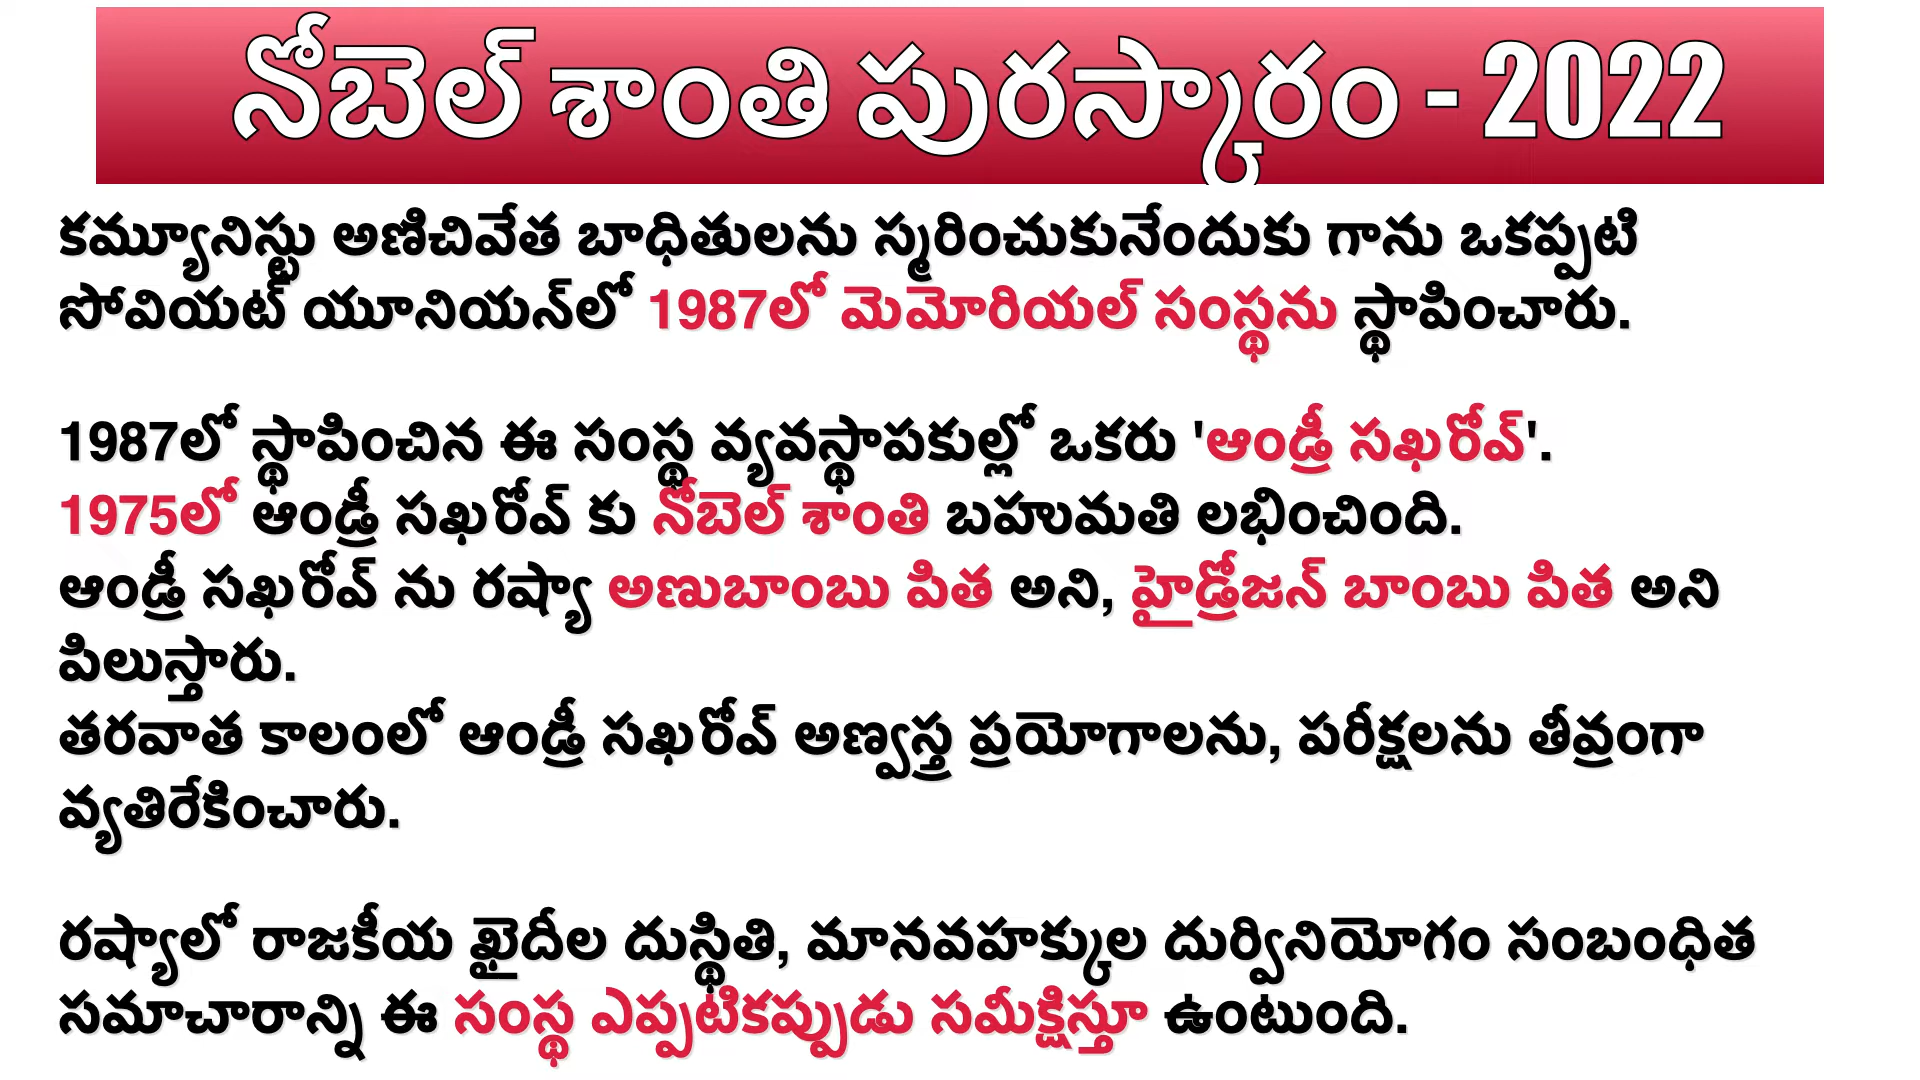 నోబెల్ శాంతి పురస్కారం - 2022
కమ్యూనిస్టు అణిచివేత బాధితులను స్మరించుకునేందుకు గాను ఒకప్పటి
సోవియట్ యూనియన్‌లో 1987లో మెమోరియల్ సంస్థను స్థాపించారు.
1987లో స్థాపించిన ఈ సంస్థ వ్యవస్థాపకుల్లో ఒకరు 'ఆండ్రీ సఖరోవ్'.
1975లో ఆండ్రీ సఖరోవ్ కు నోబెల్ శాంతి బహుమతి లభించింది.
ఆండ్రీ సఖరోవ్ ను రష్యా అణుబాంబు పిత అని, హైడ్రోజన్ బాంబు పిత అని
పిలుస్తారు.
తరవాత కాలంలో ఆండ్రీ సఖరోవ్ అణ్వస్త్ర ప్రయోగాలను, పరీక్షలను తీవ్రంగా
వ్యతిరేకించారు.
రష్యాలో రాజకీయ ఖైదీల దుస్థితి, మానవహక్కుల దుర్వినియోగం సంబంధిత
సమాచారాన్ని ఈ సంస్థ ఎప్పటికప్పుడు సమీక్షిస్తూ ఉంటుంది.